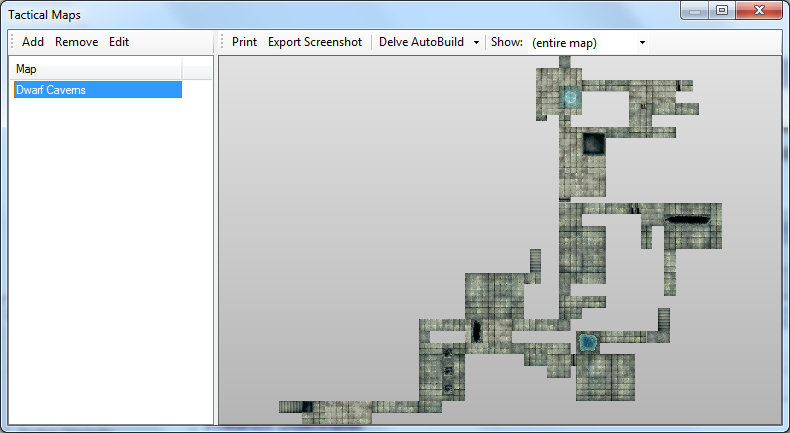 Tactical Maps
Add Remove Edit
Print Export Screenshot Delve AutoBuild Show: (entire map)
Map
Dwarf Caverns